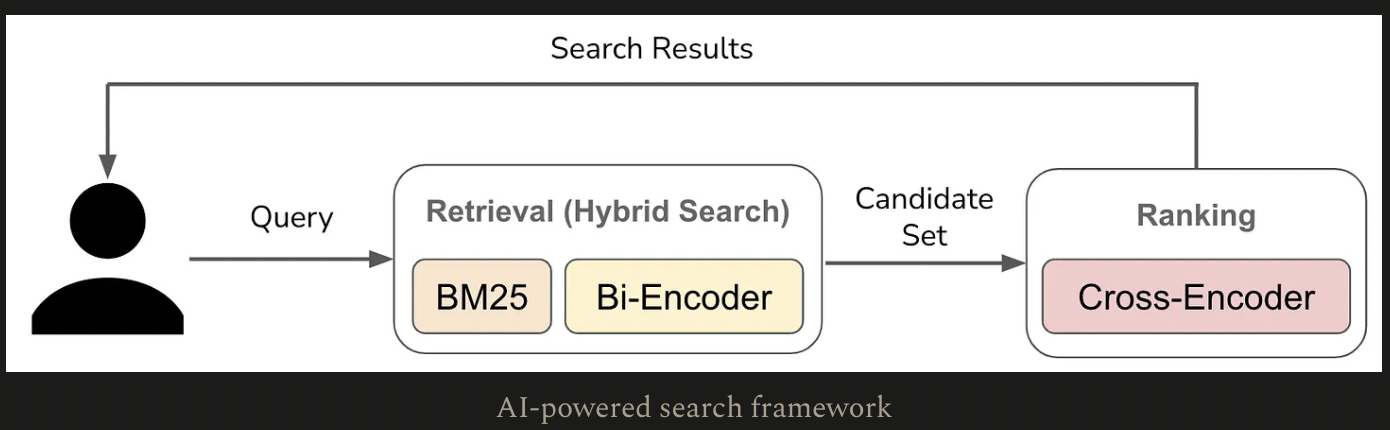 Search Results
Query
Retrieval (Hybrid Search)
BM25
Bi-Encoder
Candidate
Set
Ranking
Cross-Encoder
AI-powered search framework